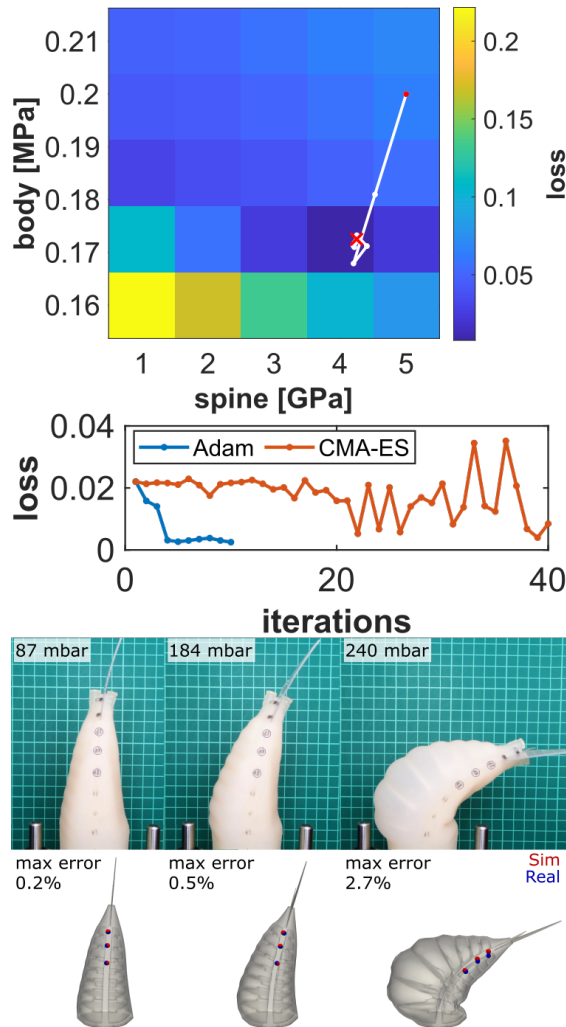 0.21
0.2
0.19
0.18
0.17
0.16
body [MPa]
1 2 3 4 5
spine [GPa]
0.2
0.15
0.1
0.05
loss
0.04
0.02
0
loss
Adam CMA-ES
0 20 40
iterations
87 mbar 184 mbar 240 mbar
max error max error max error Sim
0.2% 0.5% 2.7% Real